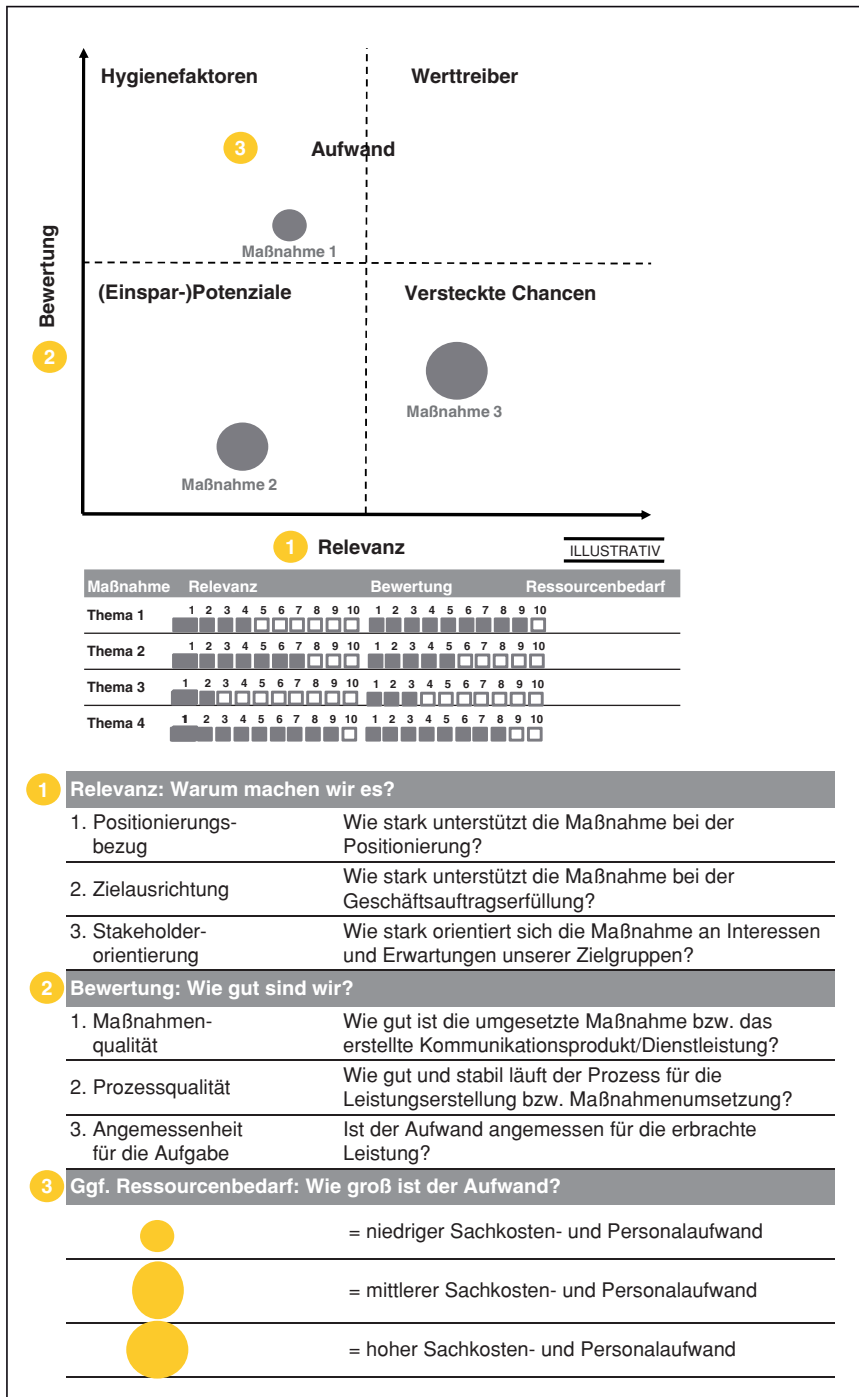 Hygienefaktoren
Werttreiber
3
Aufwand
Maßnahme 1
Bewertung
2
(Einspar-)Potenziale
Versteckte Chancen
Maßnahme 3
Maßnahme 2
1 Relevanz
ILLUSTRATIV
Maßnahme Relevanz Bewertung Ressourcenbedarf
Thema 1 1 2 3 4 5 6 7 8 9 10 1 2 3 4 5 6 7 8 9 10
Thema 2 1 2 3 4 5 6 7 8 9 10 1 2 3 4 5 6 7 8 9 10
Thema 3 1 2 3 4 5 6 7 8 9 10 1 2 3 4 5 6 7 8 9 10
Thema 4 1 2 3 4 5 6 7 8 9 10 1 2 3 4 5 6 7 8 9 10
1 Relevanz: Warum machen wir es?
1. Positionierungs-
bezug
Wie stark unterstützt die Maßnahme bei der
Positionierung?
2. Zielausrichtung
Wie stark unterstützt die Maßnahme bei der
Geschäftsauftragserfüllung?
3. Stakeholder-
orientierung
Wie stark orientiert sich die Maßnahme an Interessen
und Erwartungen unserer Zielgruppen?
2 Bewertung: Wie gut sind wir?
1. Maßnahmen-
qualität
Wie gut ist die umgesetzte Maßnahme bzw. das
erstellte Kommunikationsprodukt/Dienstleistung?
2. Prozessqualität
Wie gut und stabil läuft der Prozess für die
Leistungserstellung bzw. Maßnahmenumsetzung?
3. Angemessenheit
für die Aufgabe
Ist der Aufwand angemessen für die erbrachte
Leistung?
3 Ggf. Ressourcenbedarf: Wie groß ist der Aufwand?
= niedriger Sachkosten- und Personalaufwand
= mittlerer Sachkosten- und Personalaufwand
= hoher Sachkosten- und Personalaufwand